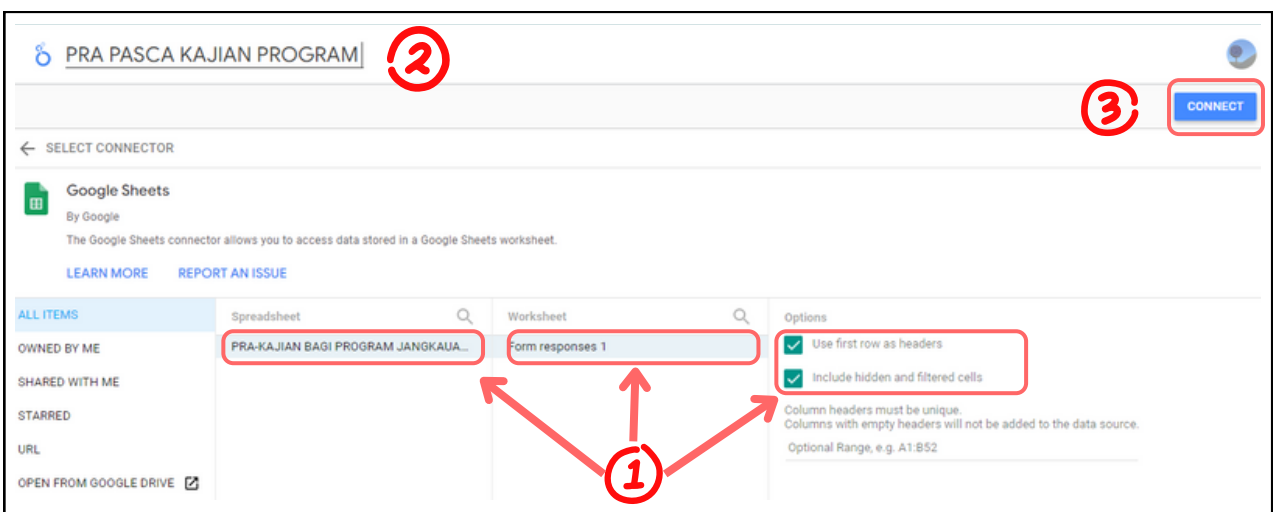 PRA PASCA KAJIAN PROGRAM
2
3
CONNECT
SELECT CONNECTOR
Google Sheets
By Google
The Google Sheets connector allows you to access data stored in a Google Sheets worksheet.
LEARN MORE REPORT AN ISSUE
ALL ITEMS
Spreadsheet
Worksheet
Options
OWNED BY ME
PRA-KAJIAN BAGI PROGRAM JANGKAUA...
Form responses 1
Use first row as headers
SHARED WITH ME
Include hidden and filtered cells
STARRED
Column headers must be unique.
Columns with empty headers will not be added to the data source.
URL
Optional Range, e.g. A1:B52
1
OPEN FROM GOOGLE DRIVE